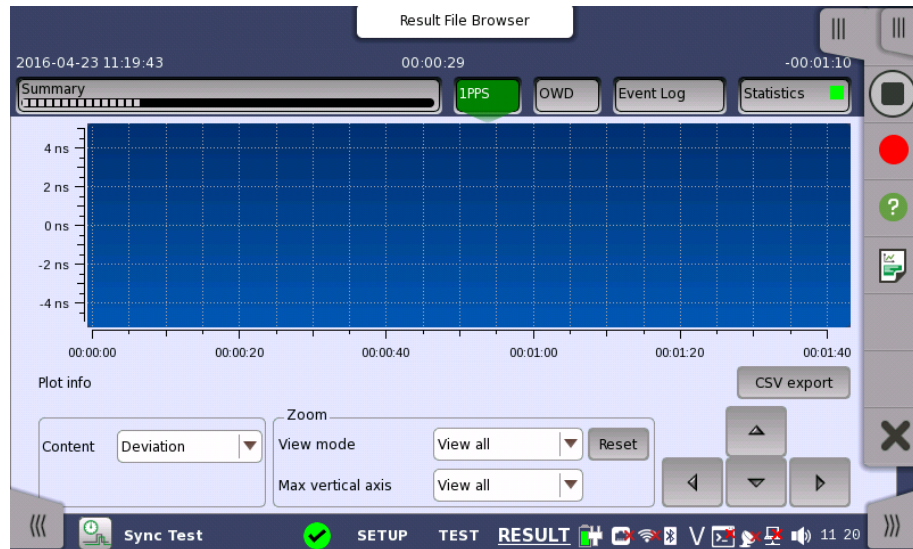 Result File Browser
2016-04-23 11:19:43 00:00:29 -00:01:10
Summary 1PPS OWD Event Log Statistics
4 ns
2 ns
0 ns
-2 ns
-4 ns
00:00:00 00:00:20 00:00:40 00:01:00 00:01:20 00:01:40
Plot info CSV export
Zoom
Content Deviation View mode View all Reset
Max vertical axis View all
Sync Test SETUP TEST RESULT V 11 20